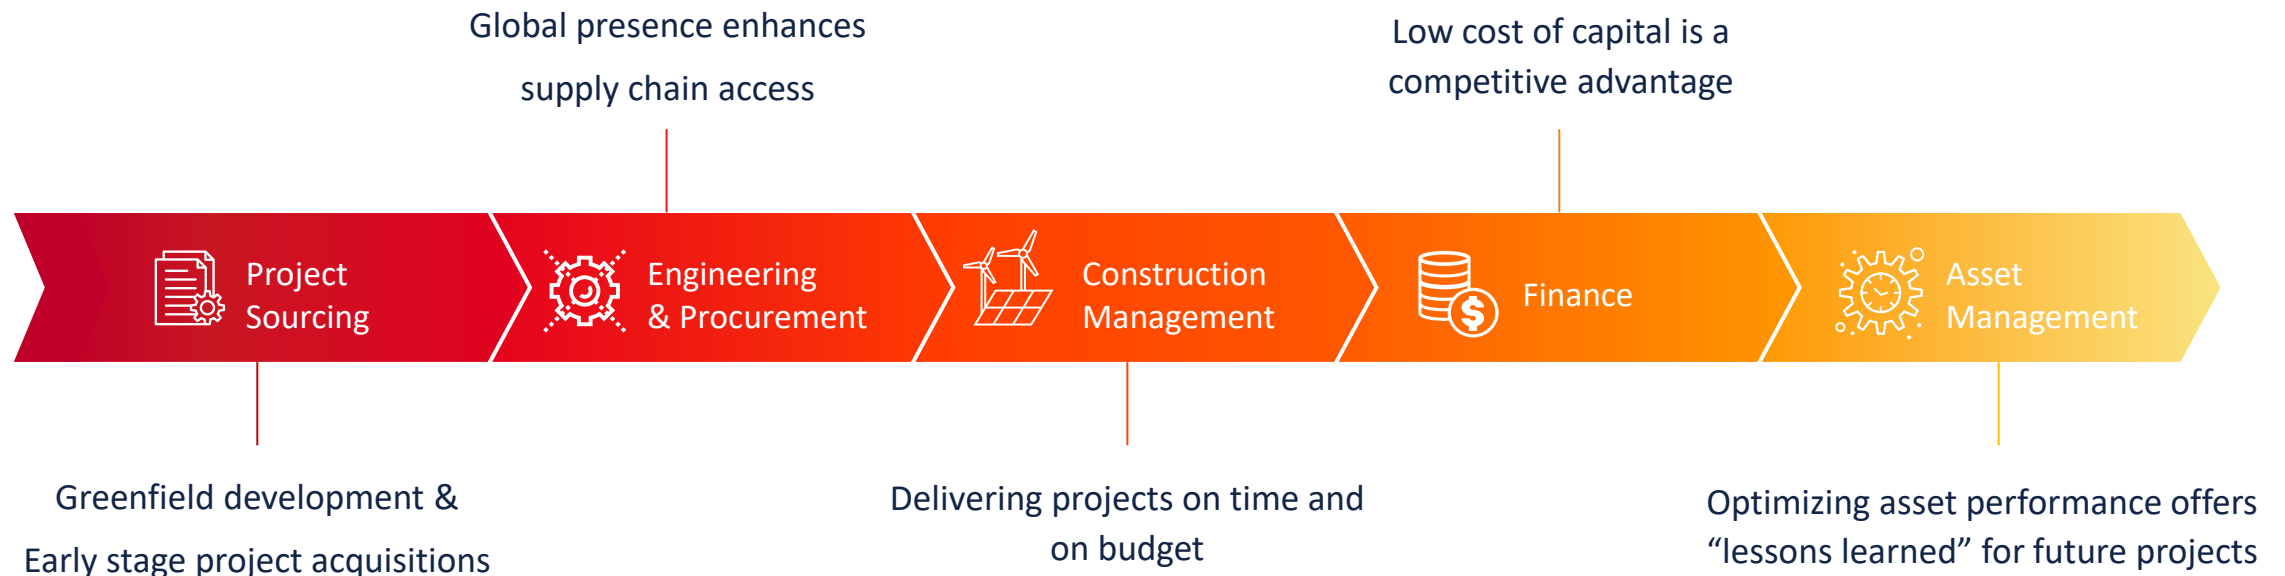 Global presence enhances
supply chain access
Low cost of capital is a
competitive advantage
Project
Sourcing
Engineering
& Procurement
Construction
Management
$
Finance
Asset
Management
Greenfield development &
Early stage project acquisitions
Delivering projects on time and
on budget
Optimizing asset performance offers
“lessons learned” for future projects